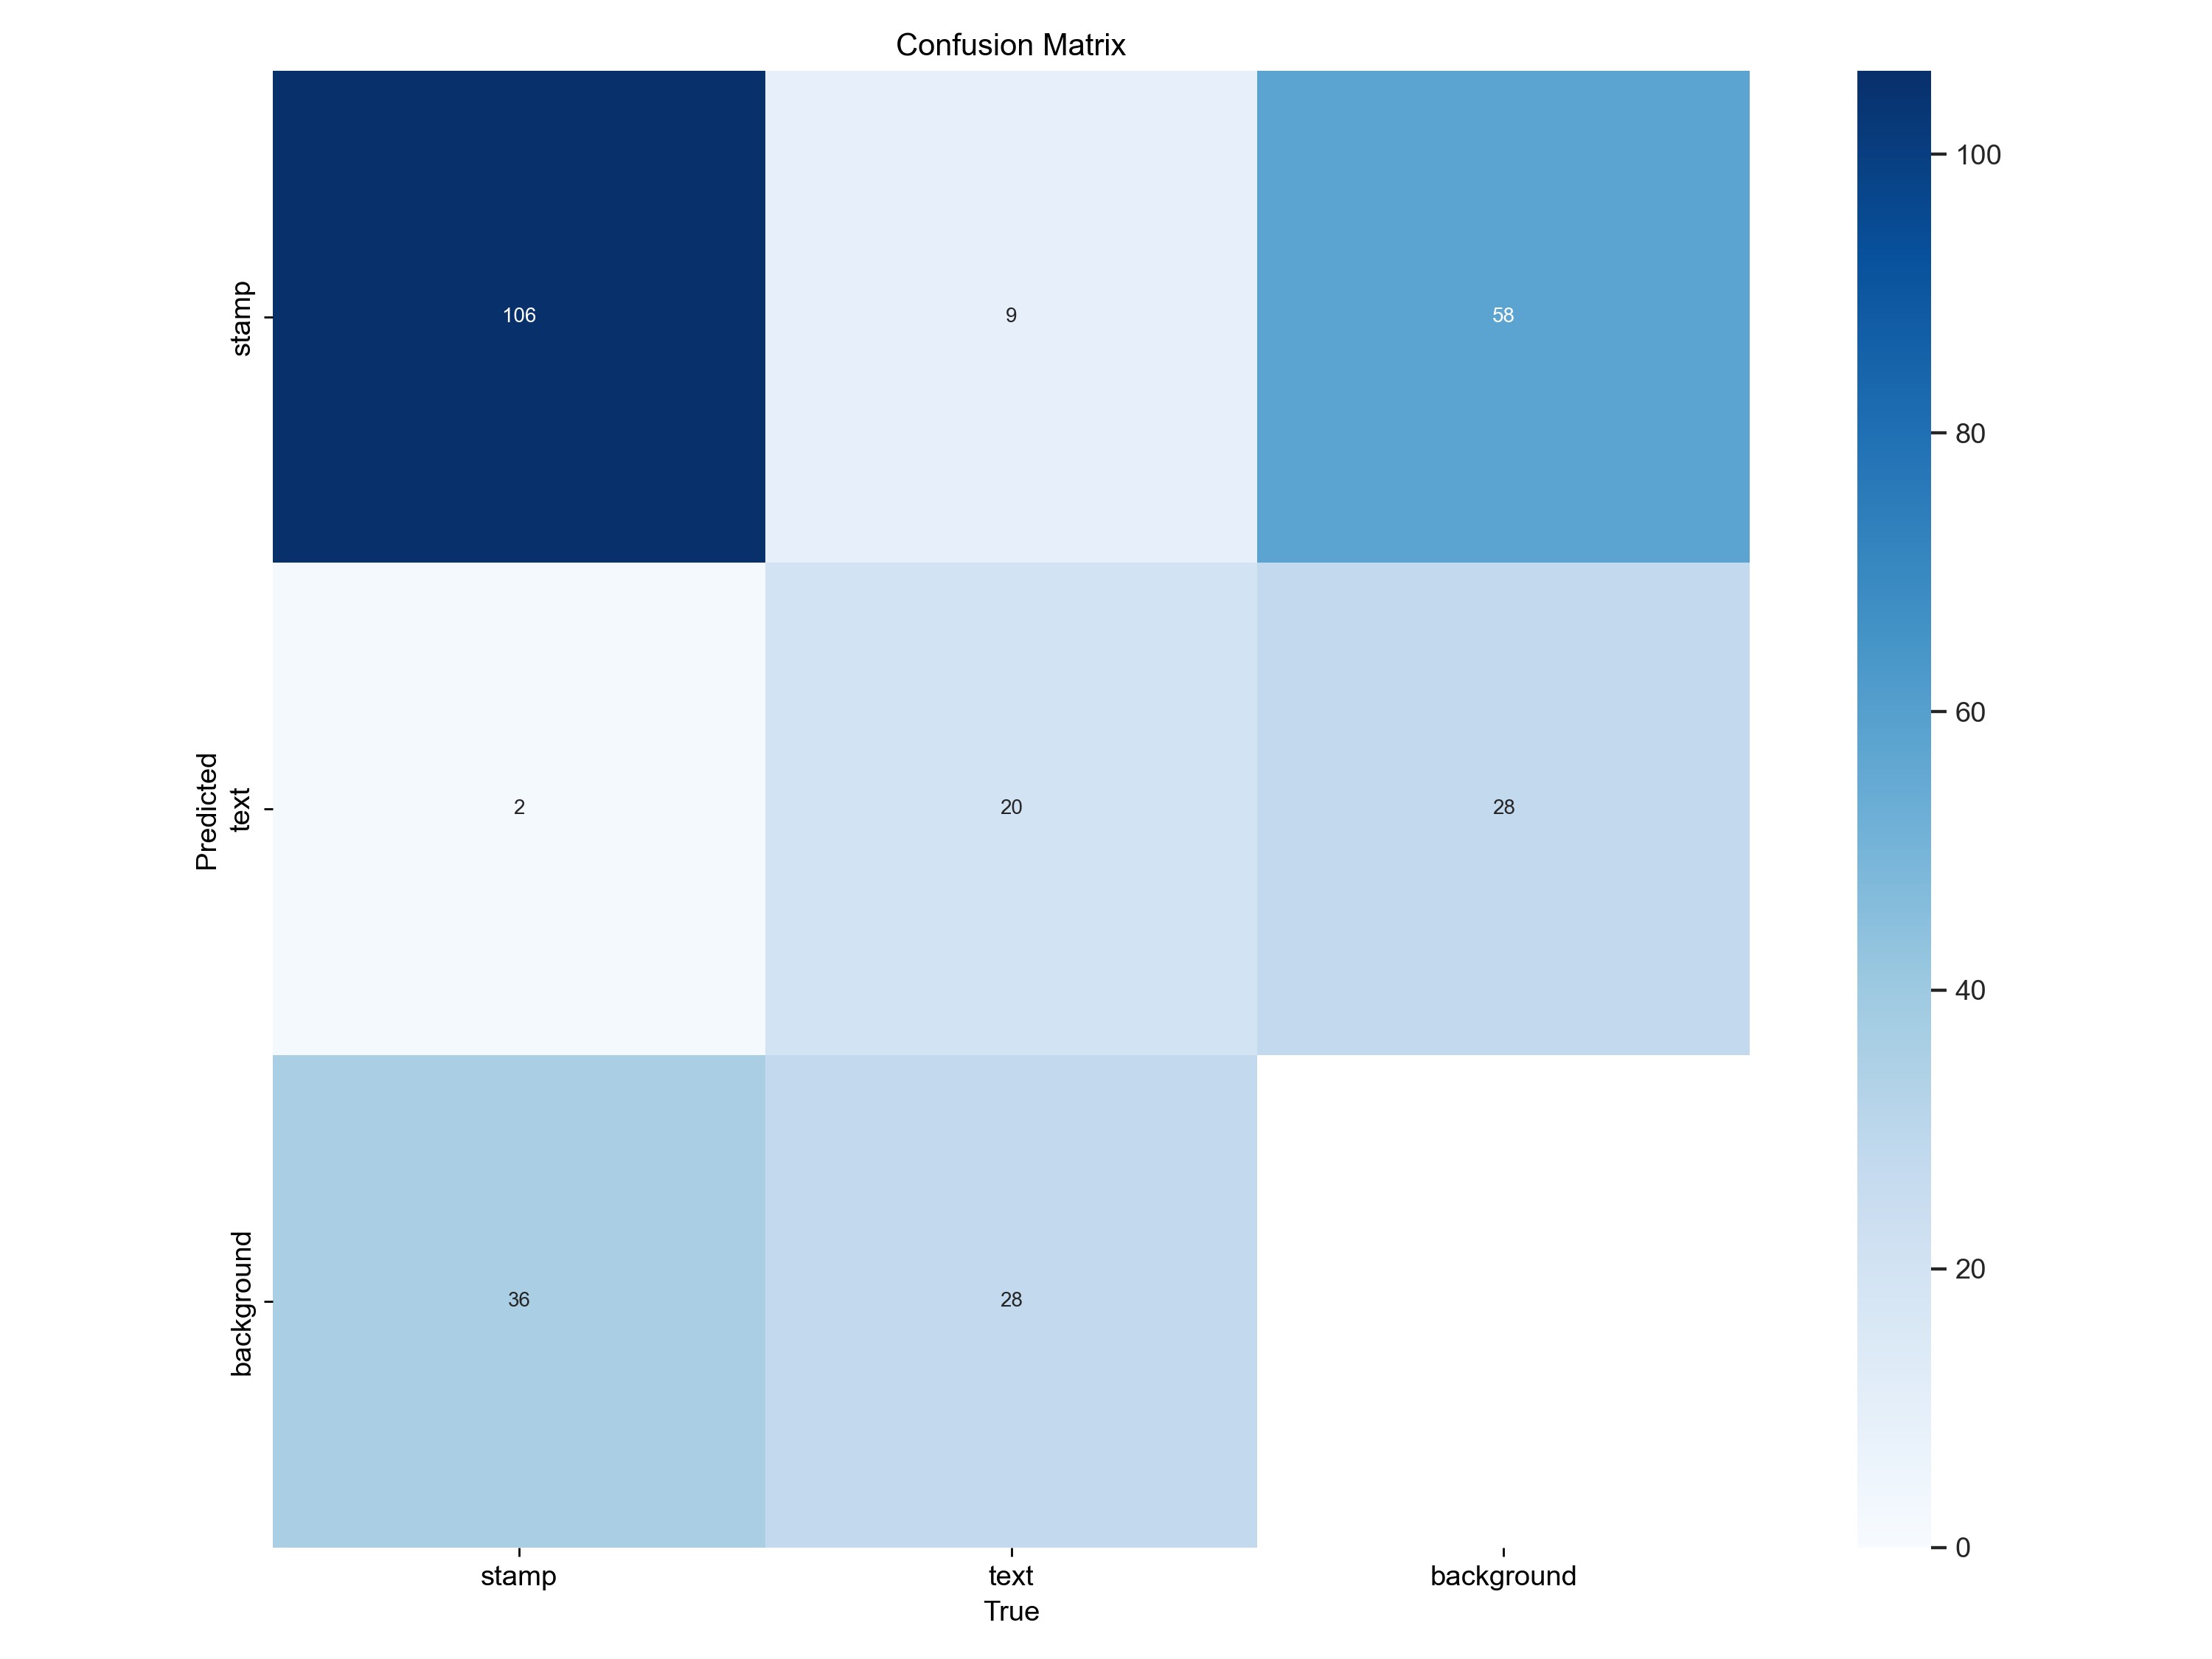 Confusion Matrix
stamp
106
9
58
100
80
60
Predicted
text
2
20
28
40
background
36
28
20
0
stamp
text
background
True